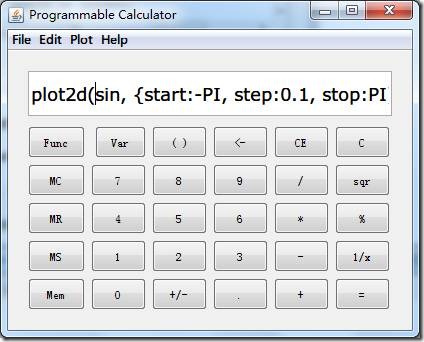 Programmable Calculator
File Edit Plot Help
plot2d(sin, {start:-PI, step:0.1, stop:PI
Func Var ( ) <- CE C
MC 7 8 9 / sqr
MR 4 5 6 * %
MS 1 2 3 - 1/x
Mem 0 +/- . + =